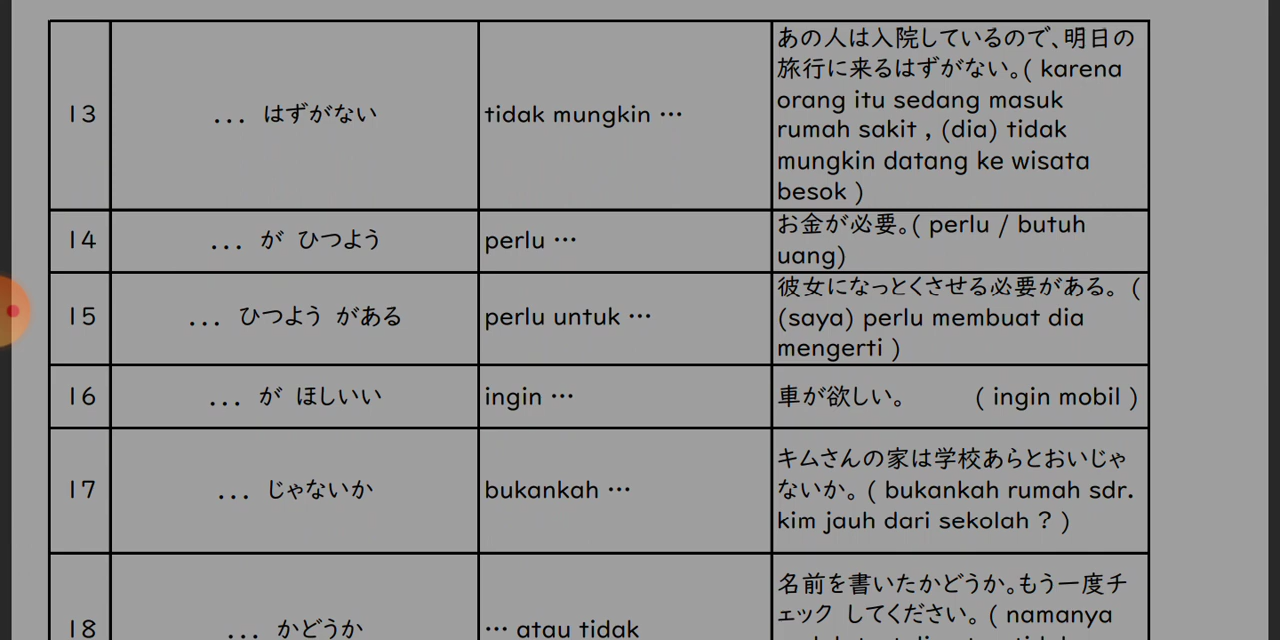 13
... はずがない
tidak mungkin …
あの人は入院しているので、明日の
旅行に来るはずがない。( karena
orang itu sedang masuk
rumah sakit , (dia) tidak
mungkin datang ke wisata
besok )
14
... が ひつよう
perlu …
お金が必要。( perlu / butuh
uang)
15
... ひつよう がある
perlu untuk …
彼女になっとくさせる必要がある。 (
(saya) perlu membuat dia
mengerti )
16
... が ほしいい
ingin …
車が欲しい。 ( ingin mobil )
17
... じゃないか
bukankah …
キムさんの家は学校あらとおいじゃ
ないか。( bukankah rumah sdr.
kim jauh dari sekolah ? )
18
... かどうか
… atau tidak
名前を書いたかどうか。もう一度チ
ェック してください。( namanya